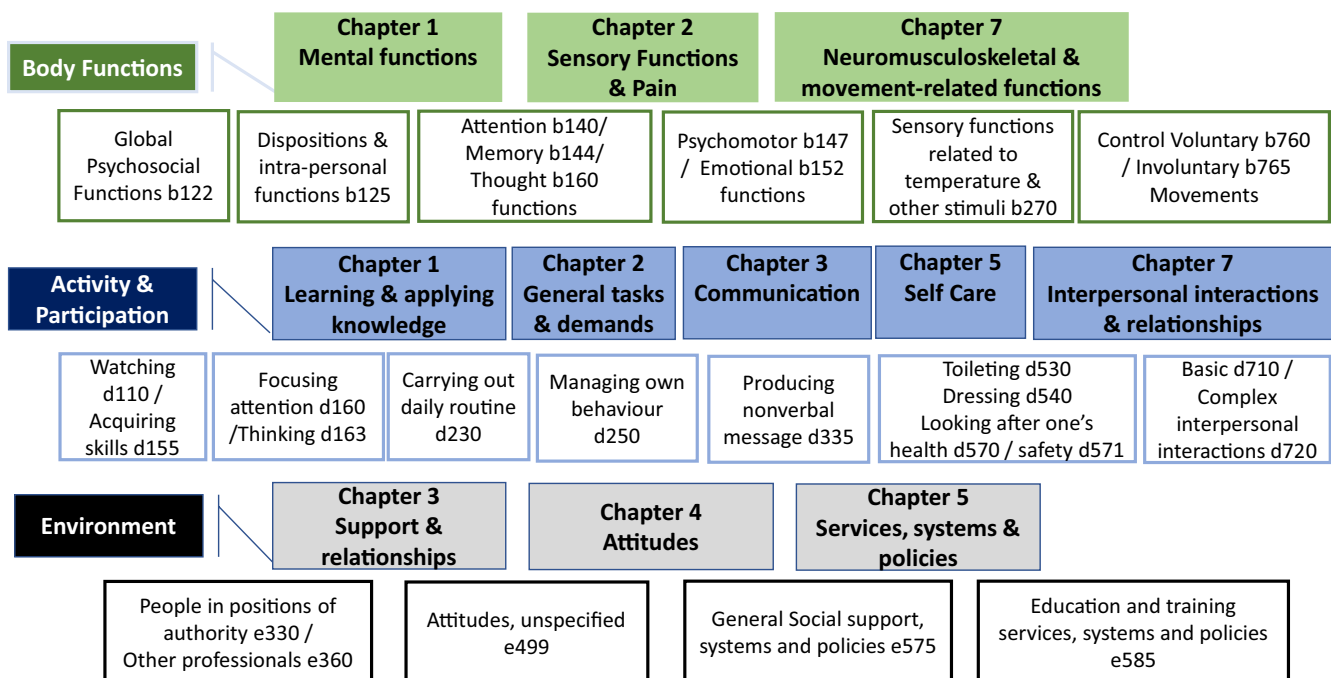 Body Functions
Chapter 1
Mental functions
Chapter 2
Sensory Functions
& Pain
Chapter 7
Neuromusculoskeletal &
movement-related functions
Global
Psychosocial
Functions b122
Dispositions &
intra-personal
functions b125
Attention b140/
Memory b144/
Thought b160
functions
Psychomotor b147
/ Emotional b152
functions
Sensory functions
related to
temperature &
other stimuli b270
Control Voluntary b760
/ Involuntary b765
Movements
Activity &
Participation
Chapter 1
Learning & applying
knowledge
Chapter 2
General tasks
& demands
Chapter 3
Communication
Chapter 5
Self Care
Chapter 7
Interpersonal interactions
& relationships
Watching
d110 /
Acquiring
skills d155
Focusing
attention d160
/Thinking d163
Carrying out
daily routine
d230
Managing own
behaviour
d250
Producing
nonverbal
message d335
Toileting d530
Dressing d540
Looking after one's
health d570 / safety d571
Basic d710 /
Complex
interpersonal
interactions d720
Environment
Chapter 3
Support &
relationships
Chapter 4
Attitudes
Chapter 5
Services, systems &
policies
People in positions of
authority e330 /
Other professionals e360
Attitudes, unspecified
e499
General Social support,
systems and policies e575
Education and training
services, systems and policies
e585